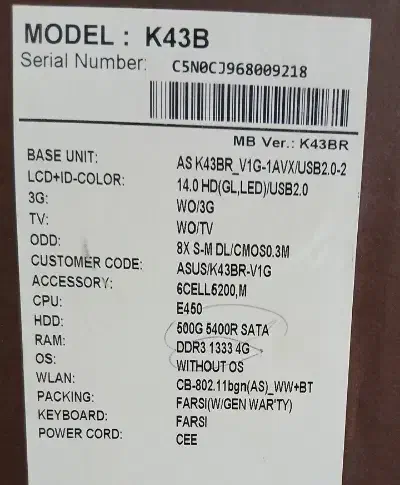 MODEL : K43B
Serial Number: C5N0CJ968009218
MB Ver.: K43BR
BASE UNIT: AS K43BR_V1G-1AVX/USB2.0-2
LCD+ID-COLOR: 14.0 HD(GL,LED)/USB2.0
3G: WO/3G
TV: WO/TV
ODD: 8X S-M DL/CMOS0.3M
CUSTOMER CODE: ASUS/K43BR-V1G
ACCESSORY: 6CELL5200,M
CPU: E450
HDD: 500G 5400R SATA
RAM: DDR3 1333 4G
OS: WITHOUT OS
WLAN: CB-802.11bgn(AS)_WW+BT
PACKING: FARSI(W/GEN WAR'TY)
KEYBOARD: FARSI
POWER CORD: CEE